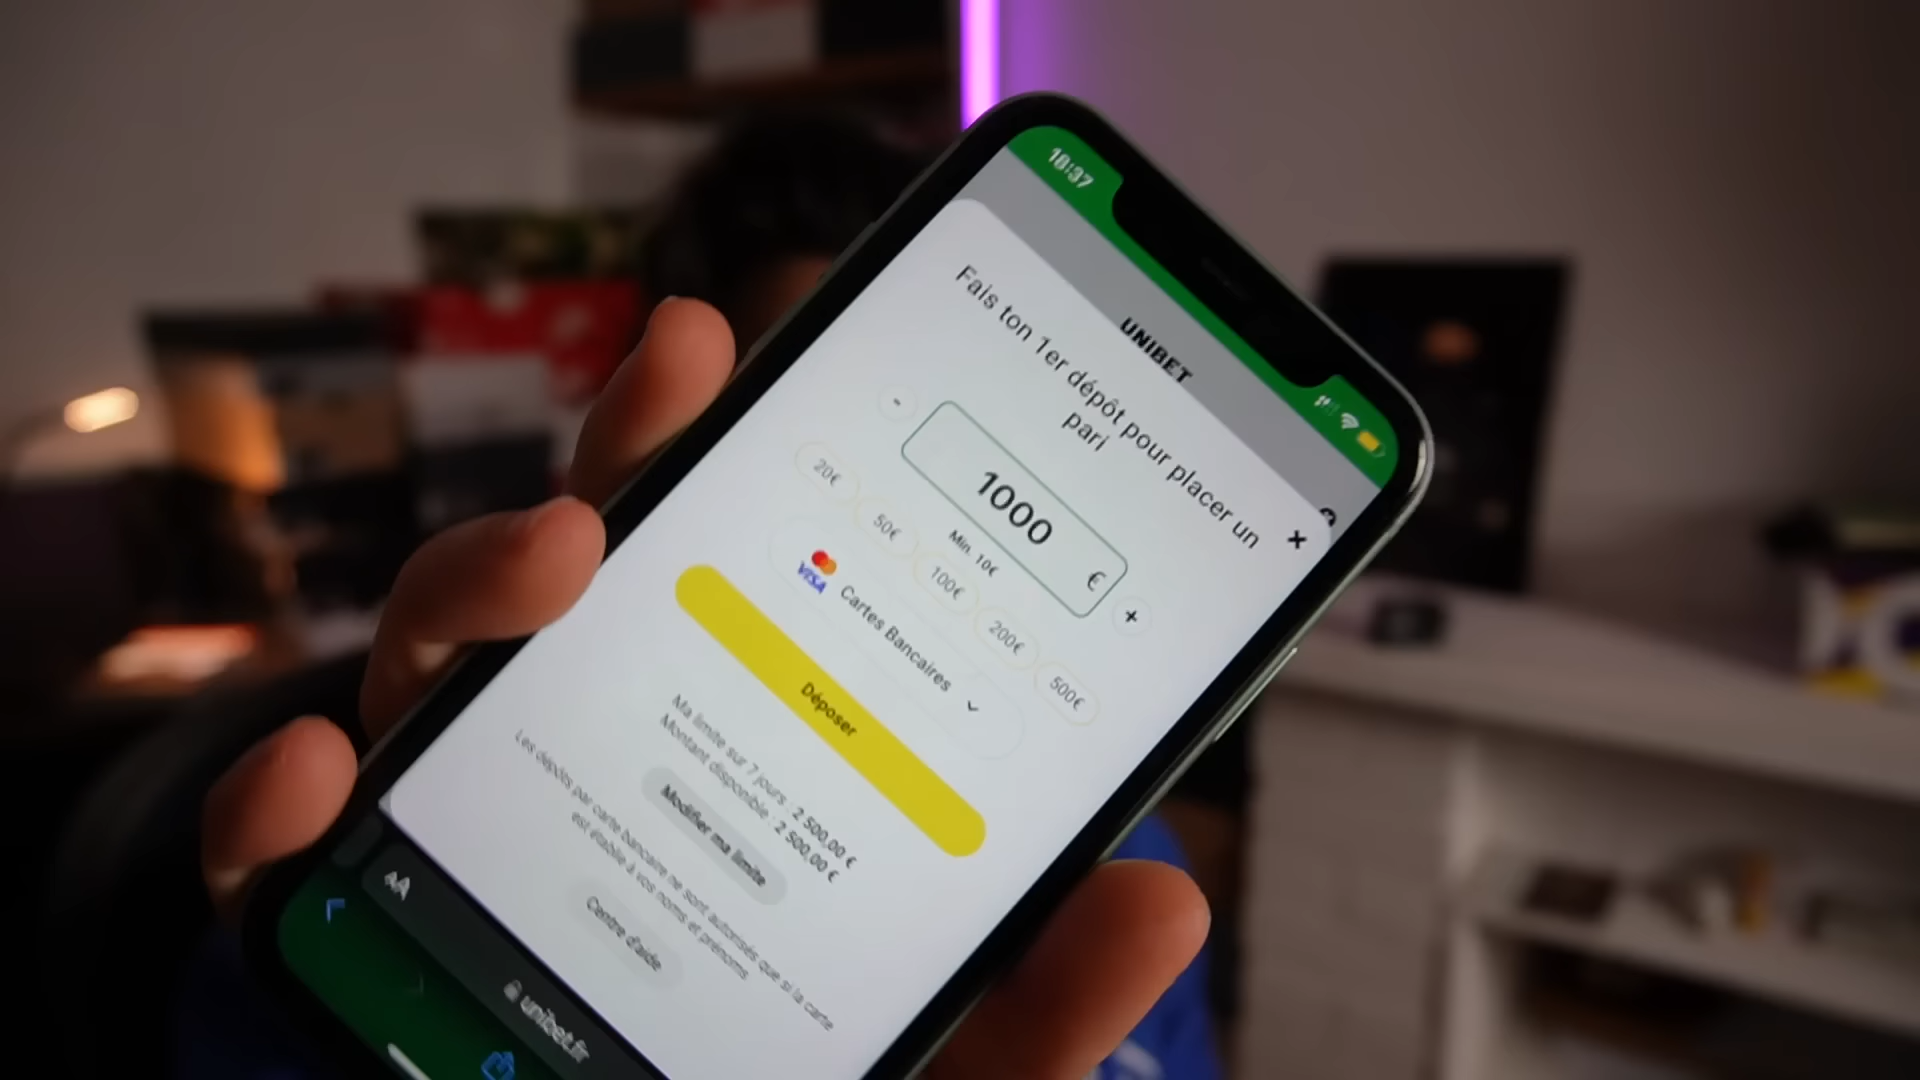 18:37
UNIBET
Fais ton 1er dépôt pour placer un
pari
×
-
1000
€
+
Min. 10€
20€
50€
100€
200€
500€
VISA
Cartes Bancaires
Déposer
Ma limite sur 7 jours : 2 500,00 €
Montant disponible : 2 500,00 €
Modifier ma limite
Les dépôts par carte bancaire ne sont autorisés que si la carte
est établie à vos noms et prénoms
Centre d'aide
AA
unibet.fr